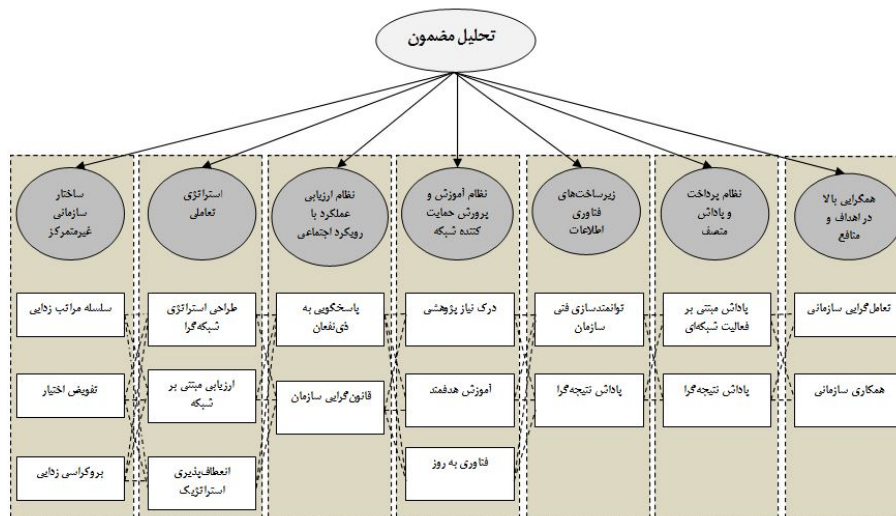 تحلیل مضمون
همگرایی بالا
در اهداف و
منافع
نظام پرداخت
و پاداش
منصف
زیرساخت‌های
فناوری
اطلاعات
نظام آموزش و
پرورش حمایت
کننده شبکه
نظام ارزیابی
عملکرد با
رویکرد اجتماعی
استراتژی
تعاملی
ساختار
سازمانی
غیرمتمرکز
تعامل‌گرایی سازمانی
همکاری سازمانی
پاداش مبتنی بر
فعالیت شبکه‌ای
پاداش نتیجه‌گرا
توانمندسازی فنی
سازمان
پاداش نتیجه‌گرا
درک نیاز پژوهشی
آموزش هدفمند
فناوری به روز
پاسخگویی به
ذی‌نفعان
قانون‌گرایی سازمان
طراحی استراتژی
شبکه‌گرا
ارزیابی مبتنی بر
شبکه
انعطاف‌پذیری
استراتژیک
سلسله مراتب زدایی
تفویض اختیار
بروکراسی زدایی